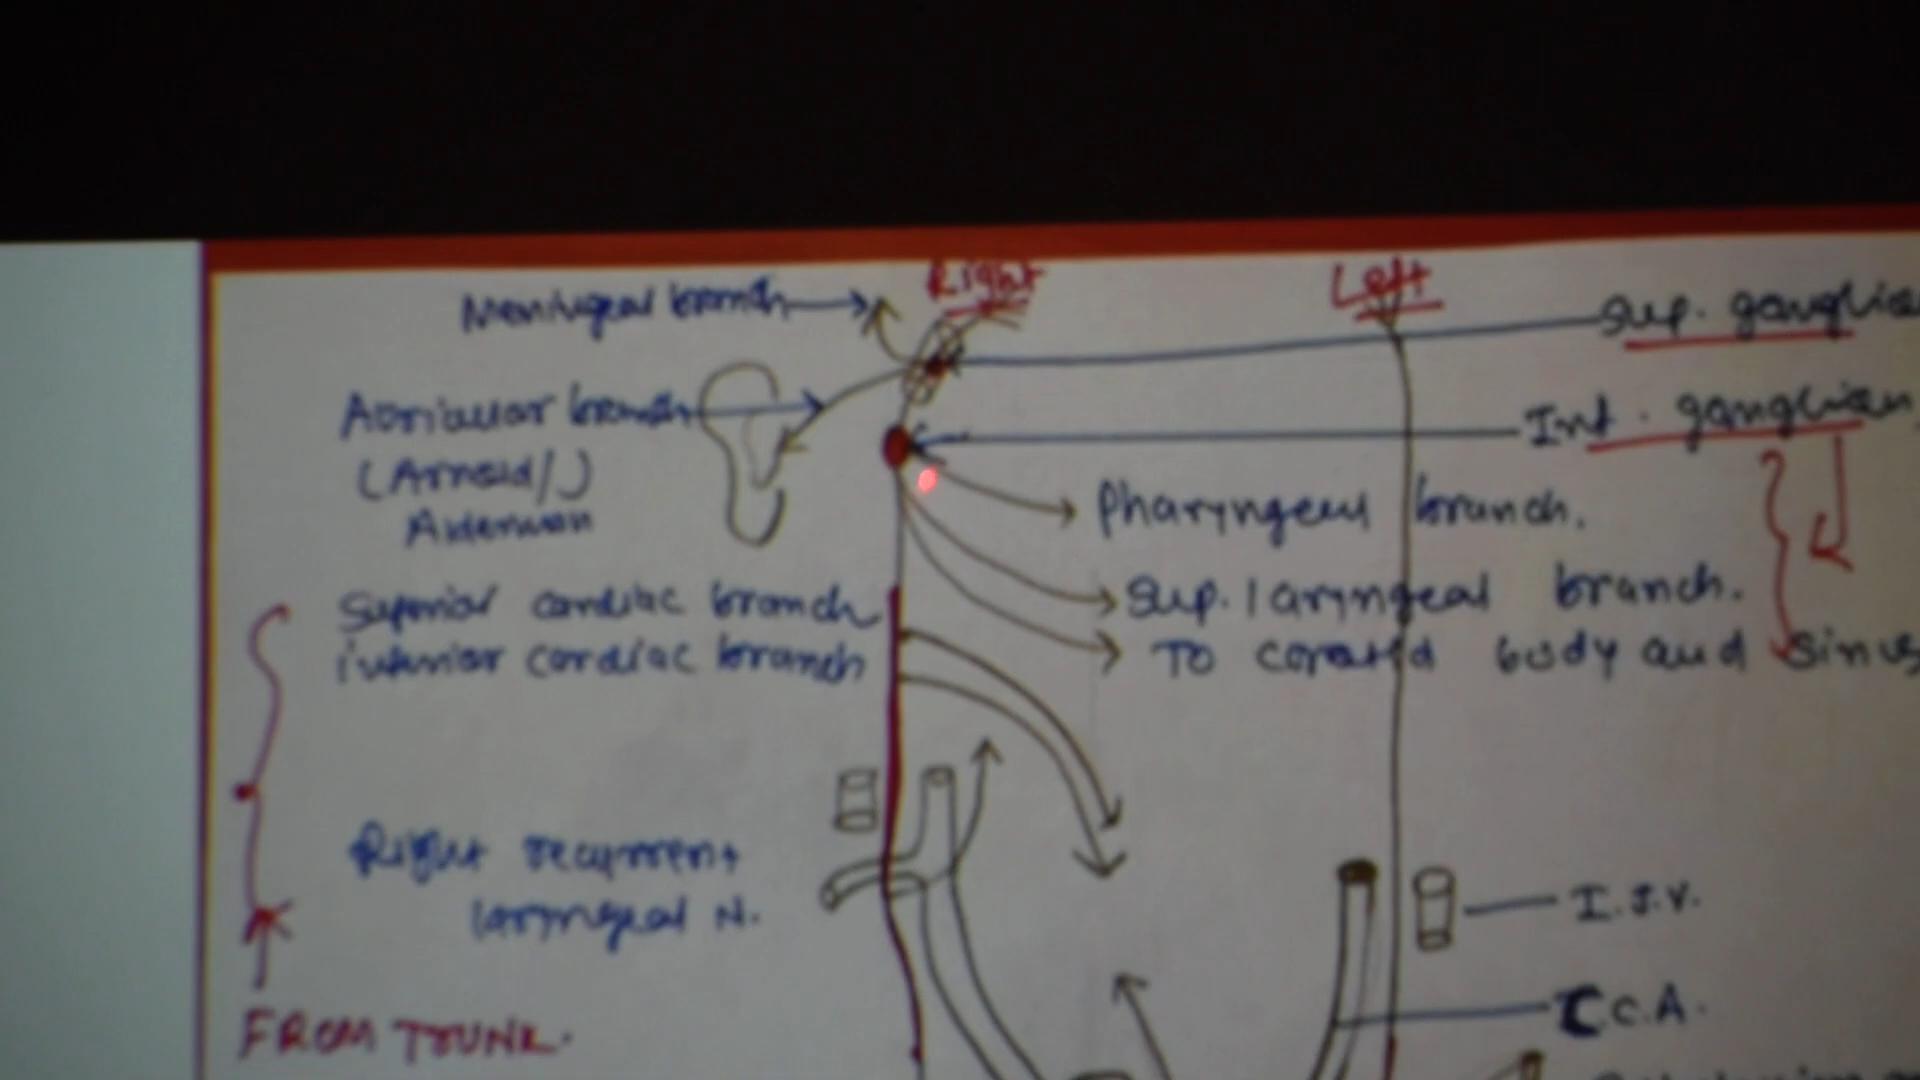 Right
Left
Meningeal branch
Sup. ganglion
Auricular branch
(Arnold/)
Alderman
Inf. ganglion
Pharyngeal branch.
Superior cardiac branch
inferior cardiac branch
Sup. laryngeal branch.
To carotid body and sinus
Right recurrent
laryngeal N.
I.J.V.
C.C.A.
FROM TRUNK.